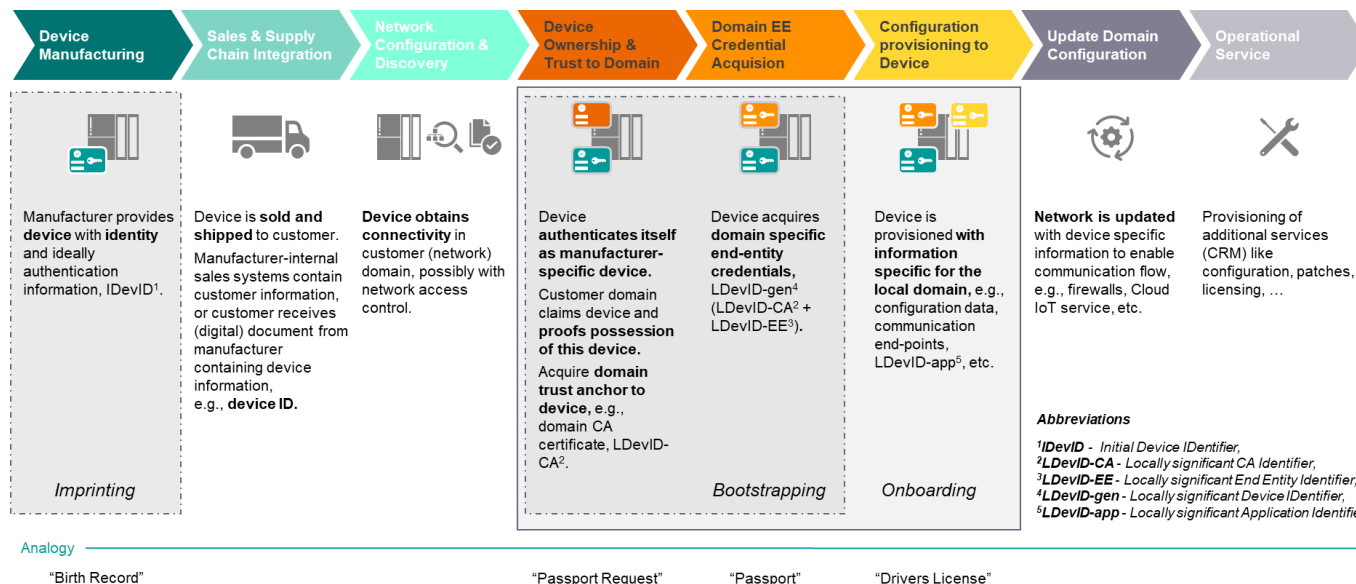 Device
Manufacturing
Sales & Supply
Chain Integration
Network
Configuration &
Discovery
Device
Ownership &
Trust to Domain
Domain EE
Credential
Acquision
Configuration
provisioning to
Device
Update Domain
Configuration
Operational
Service
Manufacturer provides
device with identity
and ideally
authentication
information, IDevID¹.
Imprinting
Device is sold and
shipped to customer.
Manufacturer-internal
sales systems contain
customer information,
or customer receives
(digital) document from
manufacturer
containing device
information,
e.g., device ID.
Device obtains
connectivity in
customer (network)
domain, possibly with
network access
control.
Device
authenticates itself
as manufacturer-
specific device.
Customer domain
claims device and
proofs possession
of this device.
Acquire domain
trust anchor to
device, e.g.,
domain CA
certificate, LDevID-
CA².
Device acquires
domain specific
end-entity
credentials,
LDevID-gen⁴
(LDevID-CA² +
LDevID-EE³).
Bootstrapping
Device is
provisioned with
information
specific for the
local domain, e.g.,
configuration data,
communication
end-points,
LDevID-app⁵, etc.
Onboarding
Network is updated
with device specific
information to enable
communication flow,
e.g., firewalls, Cloud
IoT service, etc.
Provisioning of
additional services
(CRM) like
configuration, patches,
licensing, …
Abbreviations
¹IDevID - Initial Device IDentifier,
²LDevID-CA - Locally significant CA Identifier,
³LDevID-EE - Locally significant End Entity Identifier,
⁴LDevID-gen - Locally significant Device IDentifier,
⁵LDevID-app - Locally significant Application Identifie
Analogy
“Birth Record”
“Passport Request”
“Passport”
“Drivers License”